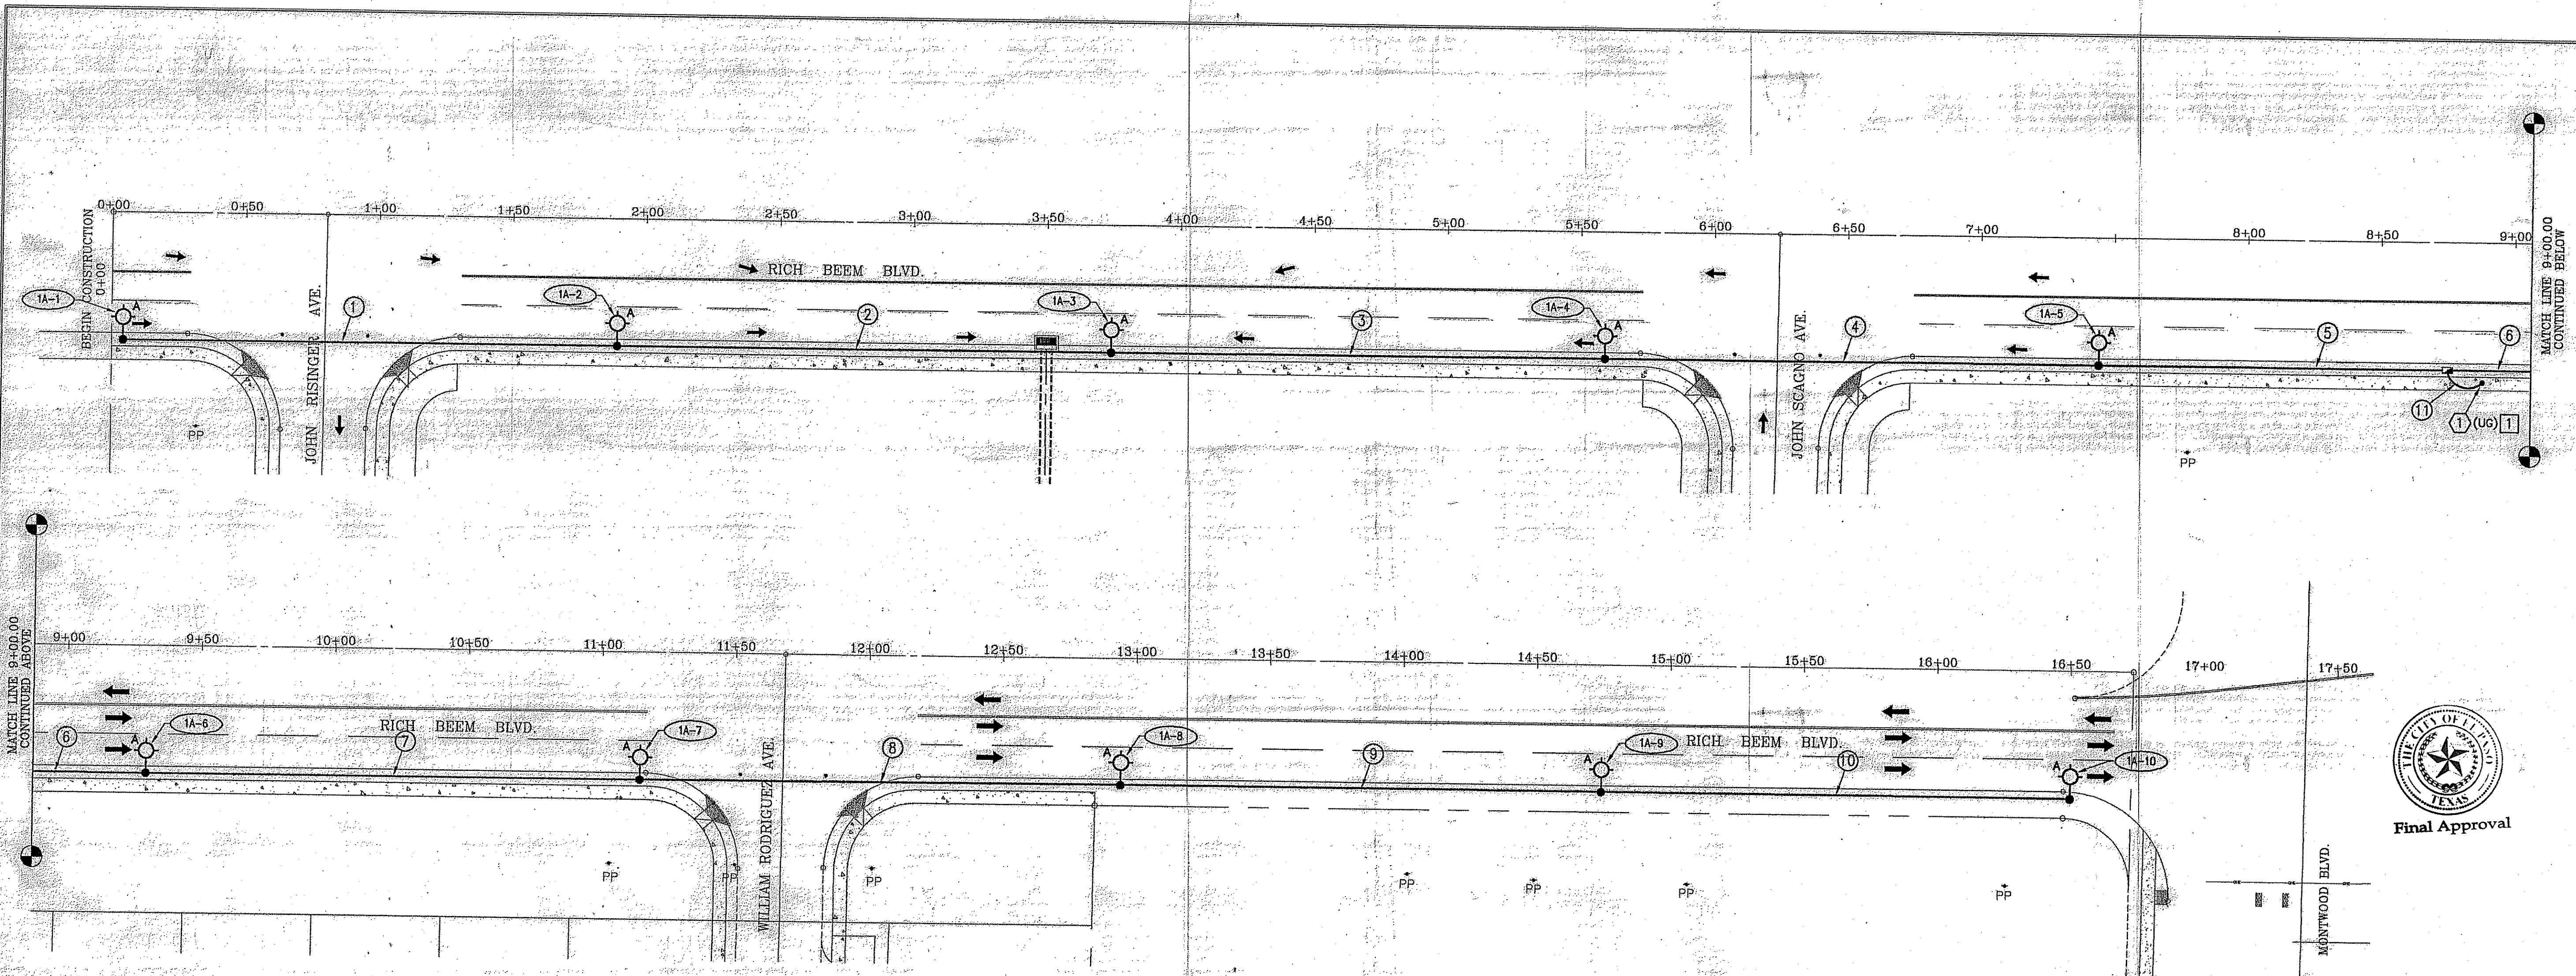 0+00 0+50 1+00 1+50 2+00 2+50 3+00 3+50 4+00 4+50 5+00 5+50 6+00 6+50 7+00 8+00 8+50 9+00
BEGIN CONSTRUCTION
0+00
MATCH LINE 9+00.00
CONTINUED BELOW
RICH BEEM BLVD.
1A-1 A 1 1A-2 A 2 1A-3 A 3 1A-4 A 4 1A-5 A 5 6
JOHN RISINGER AVE.
JOHN SCAGNO AVE.
11 1 (UG) 1
PP
PP
MATCH LINE 9+00.00
CONTINUED ABOVE
9+00 9+50 10+00 10+50 11+00 11+50 12+00 12+50 13+00 13+50 14+00 14+50 15+00 15+50 16+00 16+50 17+00 17+50
RICH BEEM BLVD.
RICH BEEM BLVD.
6 A 1A-6 7 A 1A-7 8 A 1A-8 9 A 1A-9 10 A 1A-10
WILLIAM RODRIGUEZ AVE.
PP PP PP PP PP PP PP
MONTWOOD BLVD.
THE CITY OF EL PASO
TEXAS
Final Approval